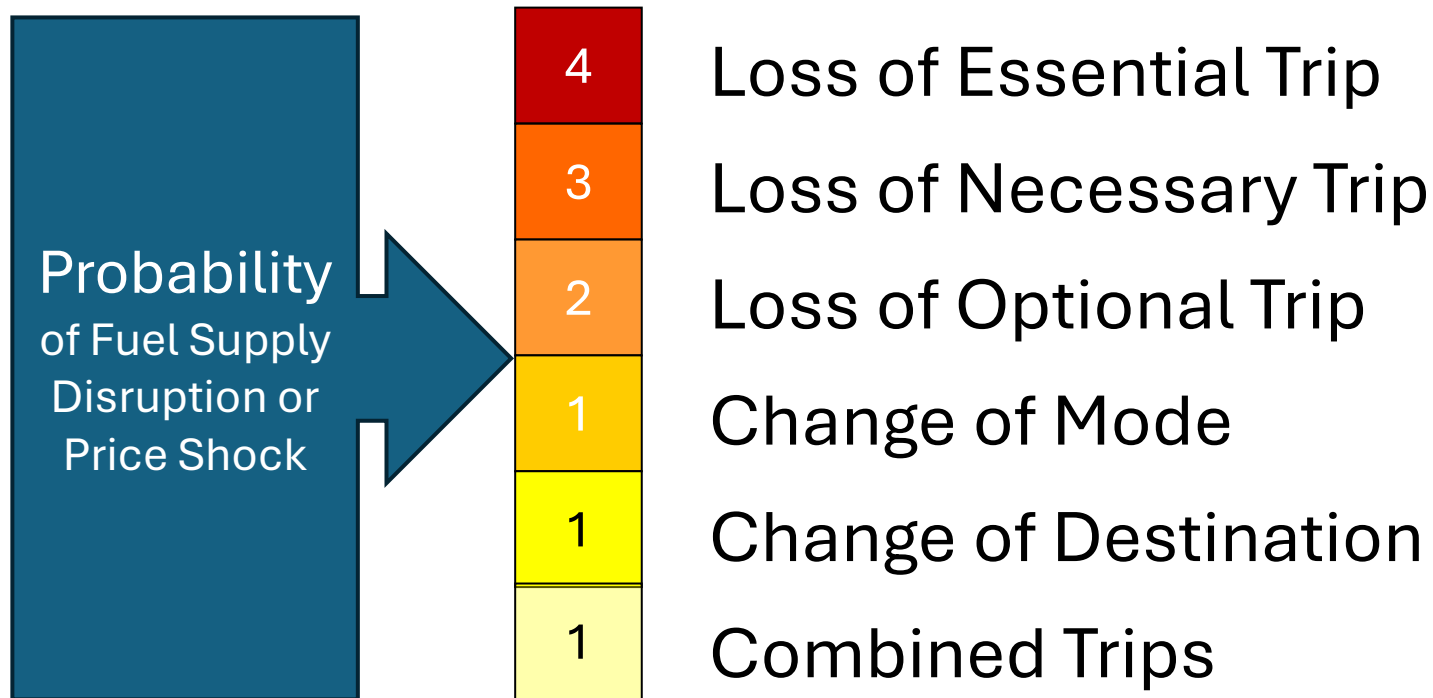 Probability
of Fuel Supply
Disruption or
Price Shock
4 Loss of Essential Trip
3 Loss of Necessary Trip
2 Loss of Optional Trip
1 Change of Mode
1 Change of Destination
1 Combined Trips